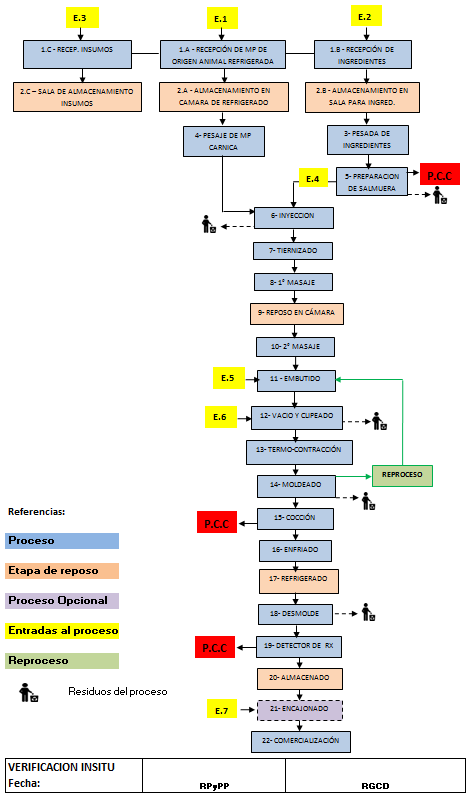 E.3
E.1
E.2
1.C - RECEP. INSUMOS
1.A - RECEPCIÓN DE MP DE
ORIGEN ANIMAL REFRIGERADA
1.B - RECEPCIÓN DE
INGREDIENTES
2.C – SALA DE ALMACENAMIENTO
INSUMOS
2.A - ALMACENAMIENTO EN
CAMARA DE REFRIGERADO
2.B - ALMACENAMIENTO EN
SALA PARA INGRED.
4- PESAJE DE MP
CARNICA
3- PESADA DE
INGREDIENTES
E.4
5- PREPARACION
DE SALMUERA
P.C.C
6- INYECCION
7- TIERNIZADO
8- 1° MASAJE
9- REPOSO EN CÁMARA
10- 2° MASAJE
E.5
11 - EMBUTIDO
E.6
12- VACIO Y CLIPEADO
13- TERMO-CONTRACCIÓN
14- MOLDEADO
REPROCESO
P.C.C
15- COCCIÓN
16- ENFRIADO
17- REFRIGERADO
18- DESMOLDE
P.C.C
19- DETECTOR DE RX
20- ALMACENADO
E.7
21- ENCAJONADO
22- COMERCIALIZACIÓN
Referencias:
Proceso
Etapa de reposo
Proceso Opcional
Entradas al proceso
Reproceso
Residuos del proceso
VERIFICACION INSITU
Fecha:
RPyPP
RGCD